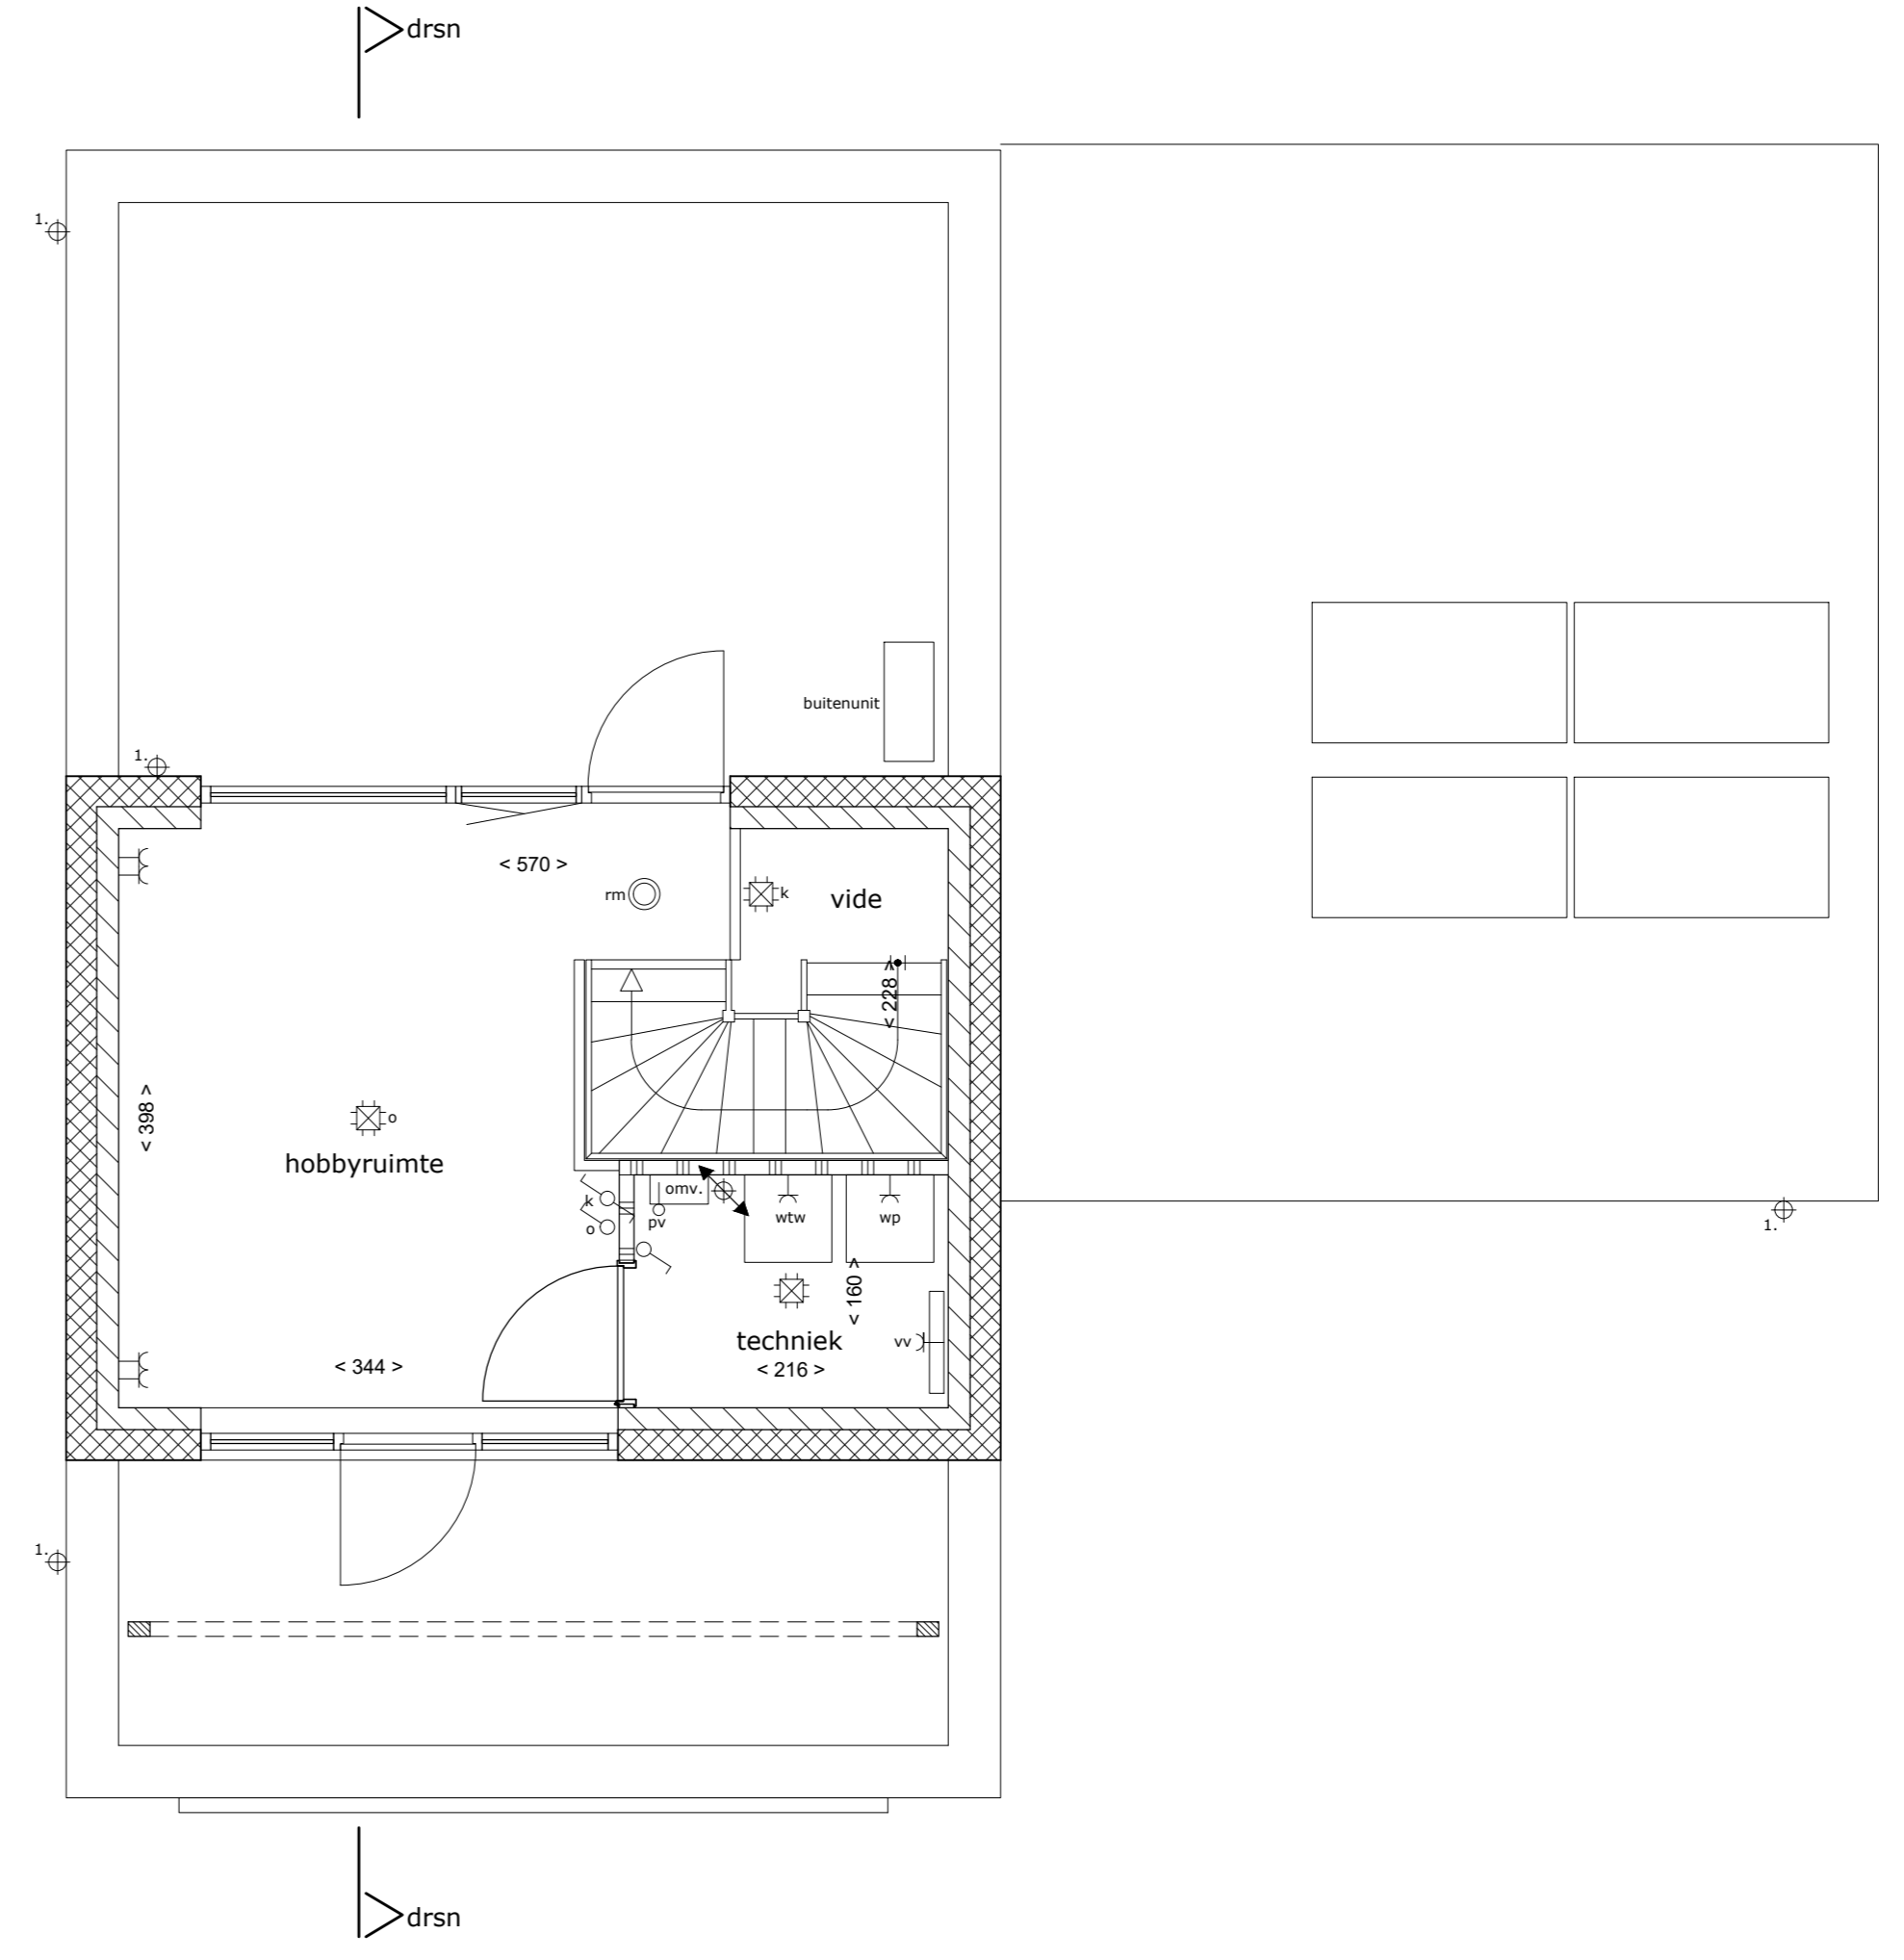 drsn
1.
buitenunit
1.
< 570 >
rm
k
vide
< 228 >
< 398 >
o
hobbyruimte
k
omv.
o
pv
wtw
wp
< 160 >
techniek
vv
< 344 >
< 216 >
1.
1.
drsn